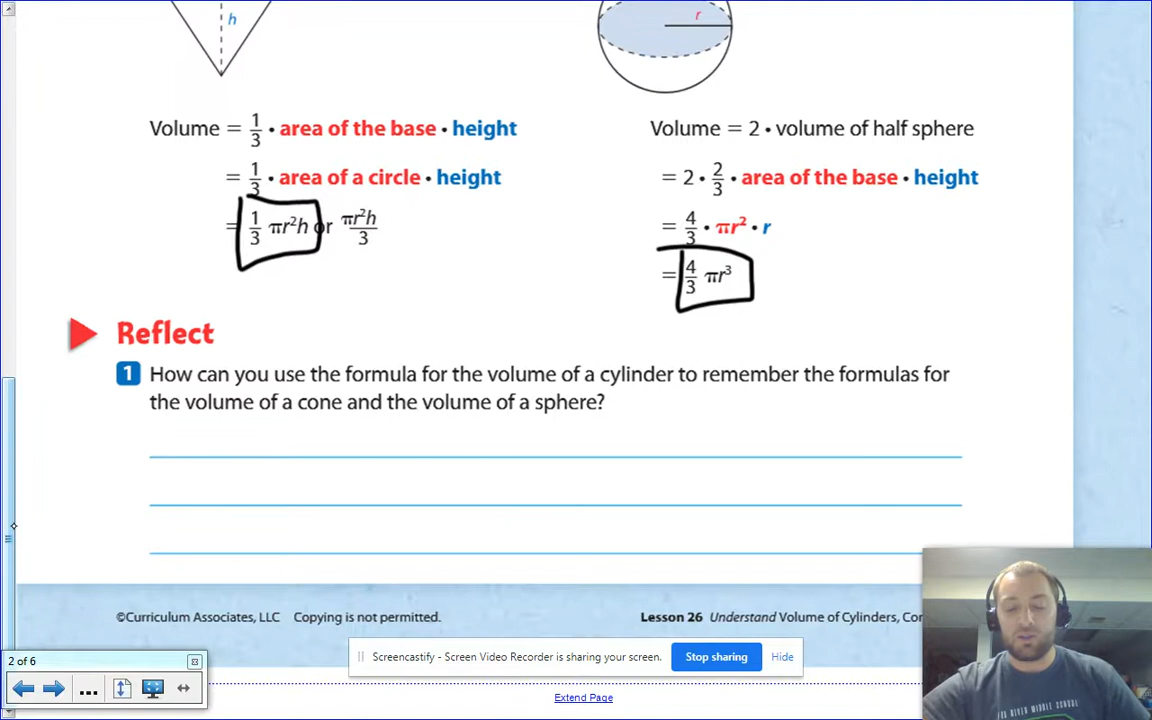 h
r
Volume = 1/3 • area of the base • height
= 1/3 • area of a circle • height
= 1/3 πr²h or πr²h/3
Volume = 2 • volume of half sphere
= 2 • 2/3 • area of the base • height
= 4/3 • πr² • r
= 4/3 πr³
Reflect
1 How can you use the formula for the volume of a cylinder to remember the formulas for
the volume of a cone and the volume of a sphere?
©Curriculum Associates, LLC Copying is not permitted.
Lesson 26 Understand Volume of Cylinders, Con
Screencastify - Screen Video Recorder is sharing your screen.
Stop sharing
Hide
2 of 6
...
Extend Page
MIDDLE SCHOOL